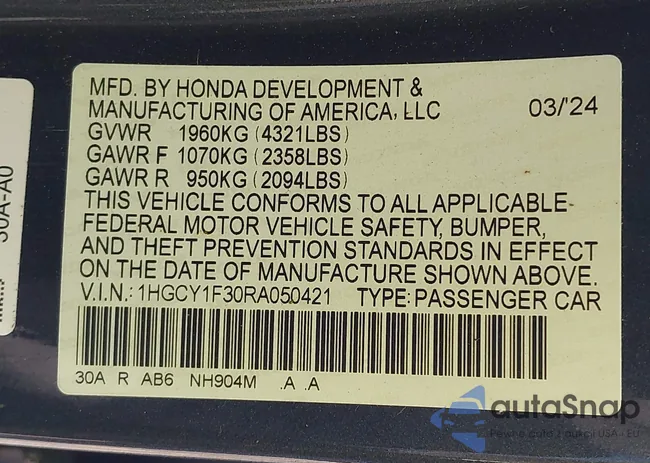 MFD. BY HONDA DEVELOPMENT &
MANUFACTURING OF AMERICA, LLC 03/'24
GVWR 1960KG (4321LBS)
GAWR F 1070KG (2358LBS)
GAWR R 950KG (2094LBS)
THIS VEHICLE CONFORMS TO ALL APPLICABLE
FEDERAL MOTOR VEHICLE SAFETY, BUMPER,
AND THEFT PREVENTION STANDARDS IN EFFECT
ON THE DATE OF MANUFACTURE SHOWN ABOVE.
V.I.N.: 1HGCY1F30RA050421 TYPE: PASSENGER CAR
30A R AB6 NH904M .A .A
30A-A0
autoSnap